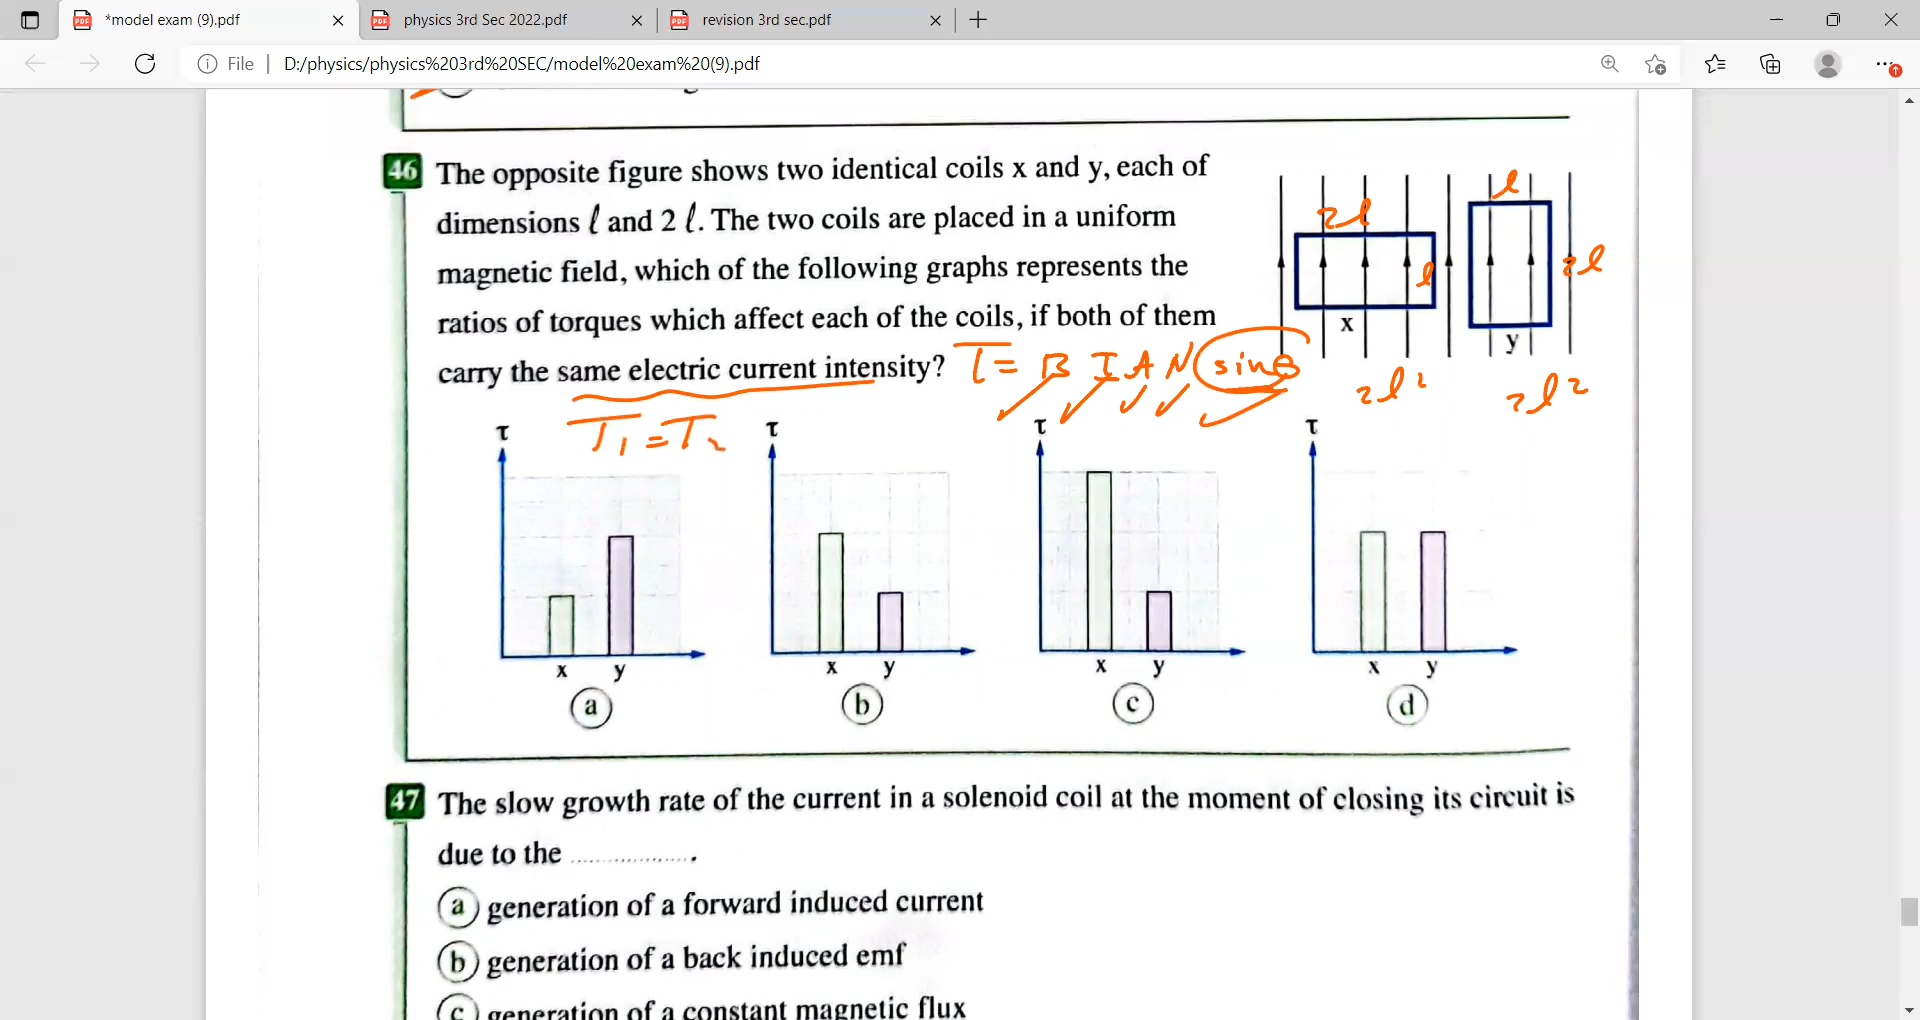 *model exam (9).pdf
physics 3rd Sec 2022.pdf
revision 3rd sec.pdf
File
D:/physics/physics%203rd%20SEC/model%20exam%20(9).pdf
46 The opposite figure shows two identical coils x and y, each of
dimensions ℓ and 2 ℓ. The two coils are placed in a uniform
magnetic field, which of the following graphs represents the
ratios of torques which affect each of the coils, if both of them
carry the same electric current intensity?
2ℓ
ℓ
x
ℓ
2ℓ
y
τ = B I A N sinθ
2ℓ²
2ℓ²
τ₁ = τ₂
τ
x y
a
τ
x y
b
τ
x y
c
τ
x y
d
47 The slow growth rate of the current in a solenoid coil at the moment of closing its circuit is
due to the ..................... .
a generation of a forward induced current
b generation of a back induced emf
c generation of a constant magnetic flux